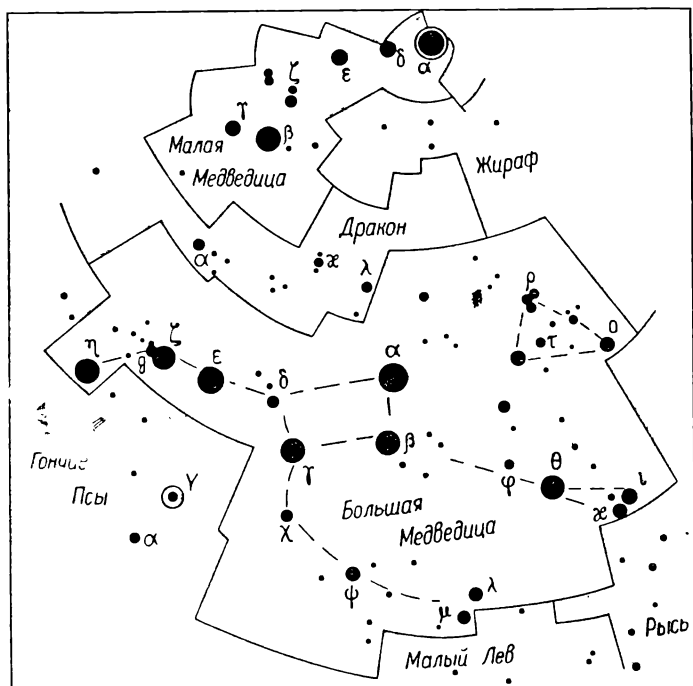 δ
α
ε
ζ
γ
β
Малая
Медведица
Жираф
Дракон
α
ϰ
λ
ρ
ο
τ
η
g
ζ
ε
δ
α
γ
β
φ
θ
ι
ϰ
Гончие
Псы
γ
α
χ
Большая
Медведица
ψ
μ
λ
Рысь
Малый Лев